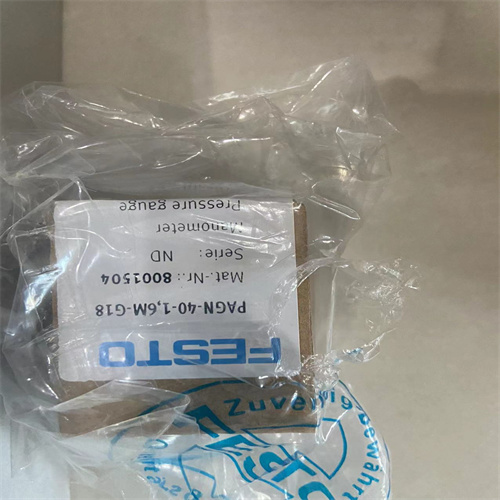 FESTO
PAGN-40-1,6M-G18
Mat.-Nr.: 8001504
Serie: ND
Manometer
Pressure gauge